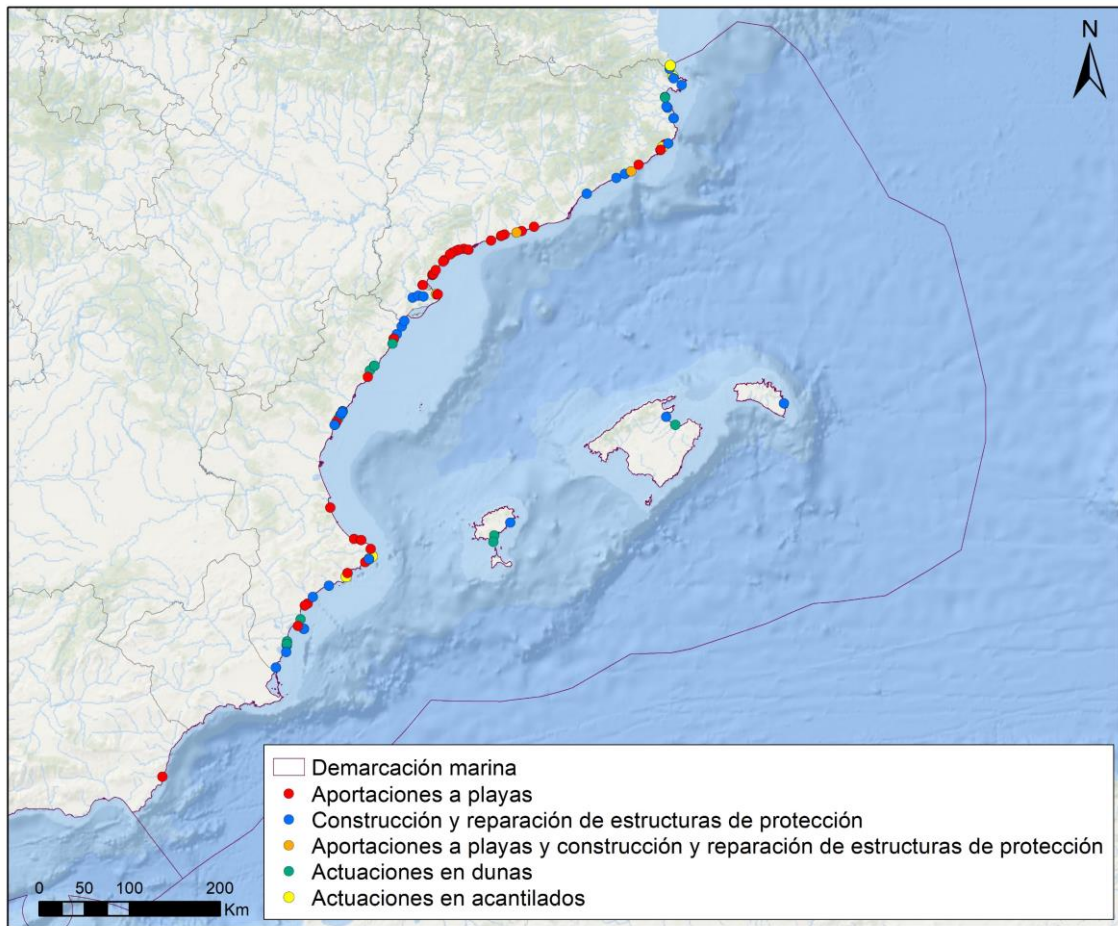 N
Demarcación marina
Aportaciones a playas
Construcción y reparación de estructuras de protección
Aportaciones a playas y construcción y reparación de estructuras de protección
Actuaciones en dunas
Actuaciones en acantilados
0 50 100 200
Km